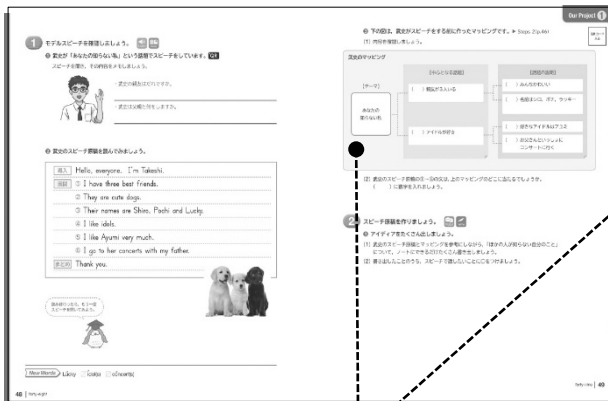 Our Project 1
1 モデルスピーチを確認しましょう。
❶ 武史が「あなたの知らない私」という話題でスピーチをしています。
スピーチを聞き、その内容をメモしましょう。
・武史の親友はだれですか。
・武史は父親と何をしますか。
❷ 武史のスピーチ原稿を読んでみましょう。
導入 Hello, everyone. I'm Takeshi.
展開 ① I have three best friends.
② They are cute dogs.
③ Their names are Shiro, Pochi and Lucky.
④ I like idols.
⑤ I like Ayumi very much.
⑥ I go to her concerts with my father.
まとめ Thank you.
New Words Lucky idol(s) concert(s)
48 forty-eight
❸ 下の図は、武史がスピーチをする前に作ったマッピングです。
(1) 内容を確認しましょう。
武史のマッピング
[テーマ]
あなたの
知らない私
[中心となる話題]
( ) 親友が3人いる
( ) アイドルが好き
[話題の説明]
( ) みんなかわいい
( ) 名前はシロ、ポチ、ラッキー
( ) 好きなアイドルはアユミ
( ) お父さんといっしょに
コンサートに行く
(2) 武史のスピーチ原稿の①~⑥の文は、上のマッピングのどこに当たるでしょうか。
( )に数字を入れましょう。
2 スピーチ原稿を作りましょう。
❶ アイディアをたくさん出しましょう。
(1) 武史のスピーチ原稿とマッピングを参考にしながら、「ほかの人が知らない自分のこと」
について、ノートにできるだけたくさん書き出しましょう。
(2) 書き出したことのうち、スピーチで話したいことに○をつけましょう。
forty-nine 49